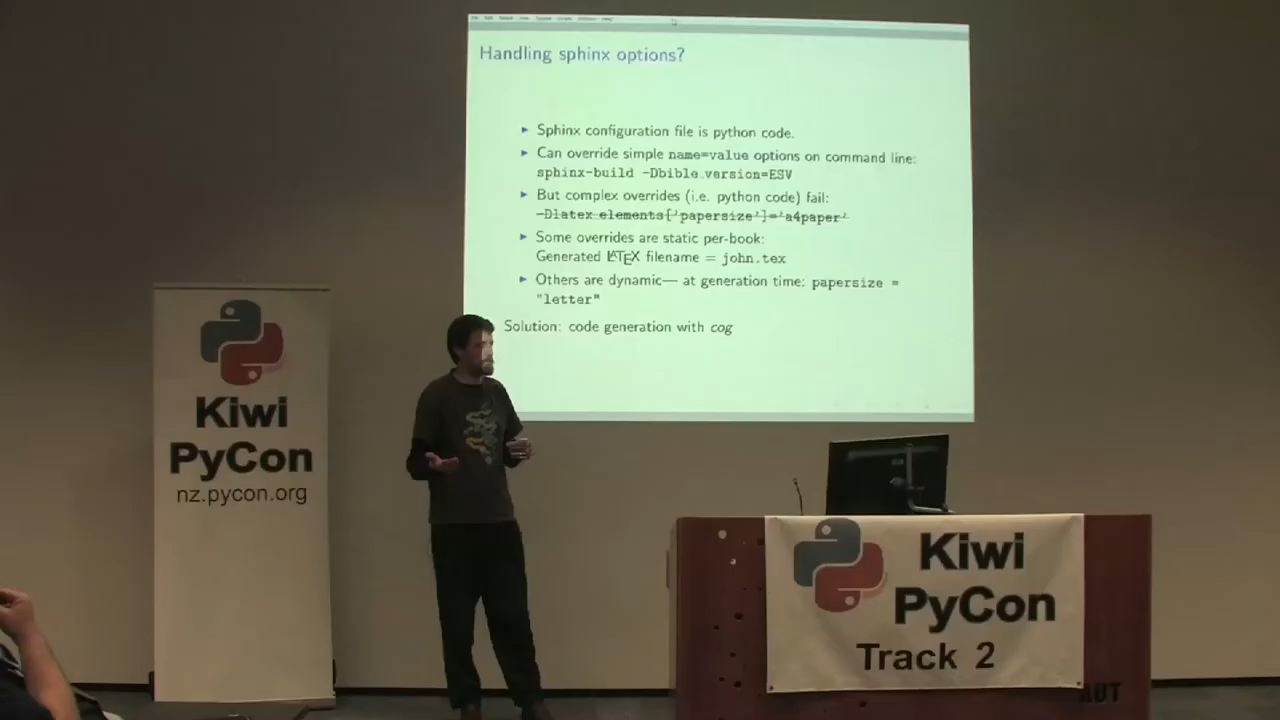 Handling sphinx options?
Sphinx configuration file is python code.
Can override simple name=value options on command line:
sphinx-build -Dbible.version=ESV
But complex overrides (i.e. python code) fail:
-Dlatex_elements['papersize']='a4paper'
Some overrides are static per-book:
Generated LATEX filename = john.tex
Others are dynamic— at generation time: papersize =
"letter"
Solution: code generation with cog
Kiwi
PyCon
nz.pycon.org
Kiwi
PyCon
Track 2
AUT